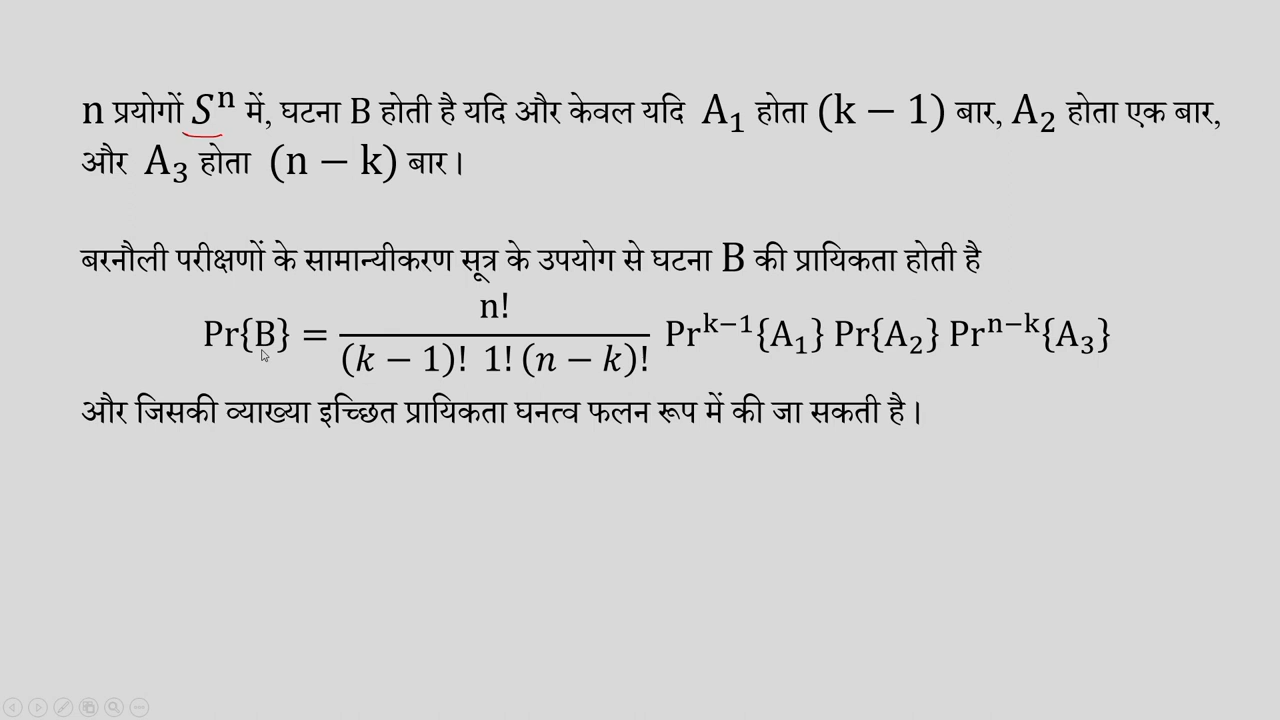 n प्रयोगों Sⁿ में, घटना B होती है यदि और केवल यदि A₁ होता (k − 1) बार, A₂ होता एक बार,
और A₃ होता (n − k) बार।
बरनौली परीक्षणों के सामान्यीकरण सूत्र के उपयोग से घटना B की प्रायिकता होती है
Pr{B} = n! / ((k − 1)! 1! (n − k)!) Prᵏ⁻¹{A₁} Pr{A₂} Prⁿ⁻ᵏ{A₃}
और जिसकी व्याख्या इच्छित प्रायिकता घनत्व फलन रूप में की जा सकती है।